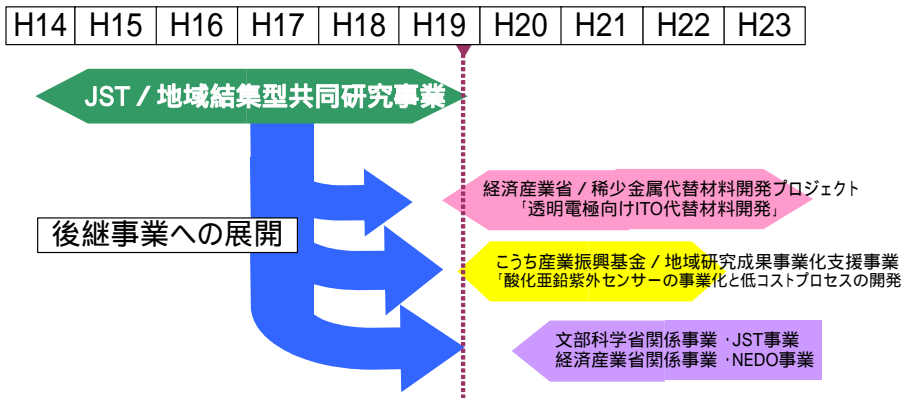 H14 H15 H16 H17 H18 H19 H20 H21 H22 H23
JST / 地域結集型共同研究事業
経済産業省 / 稀少金属代替材料開発プロジェクト
「透明電極向けITO代替材料開発」
後継事業への展開
こうち産業振興基金 / 地域研究成果事業化支援事業
「酸化亜鉛紫外センサーの事業化と低コストプロセスの開発
文部科学省関係事業・JST事業
経済産業省関係事業・NEDO事業